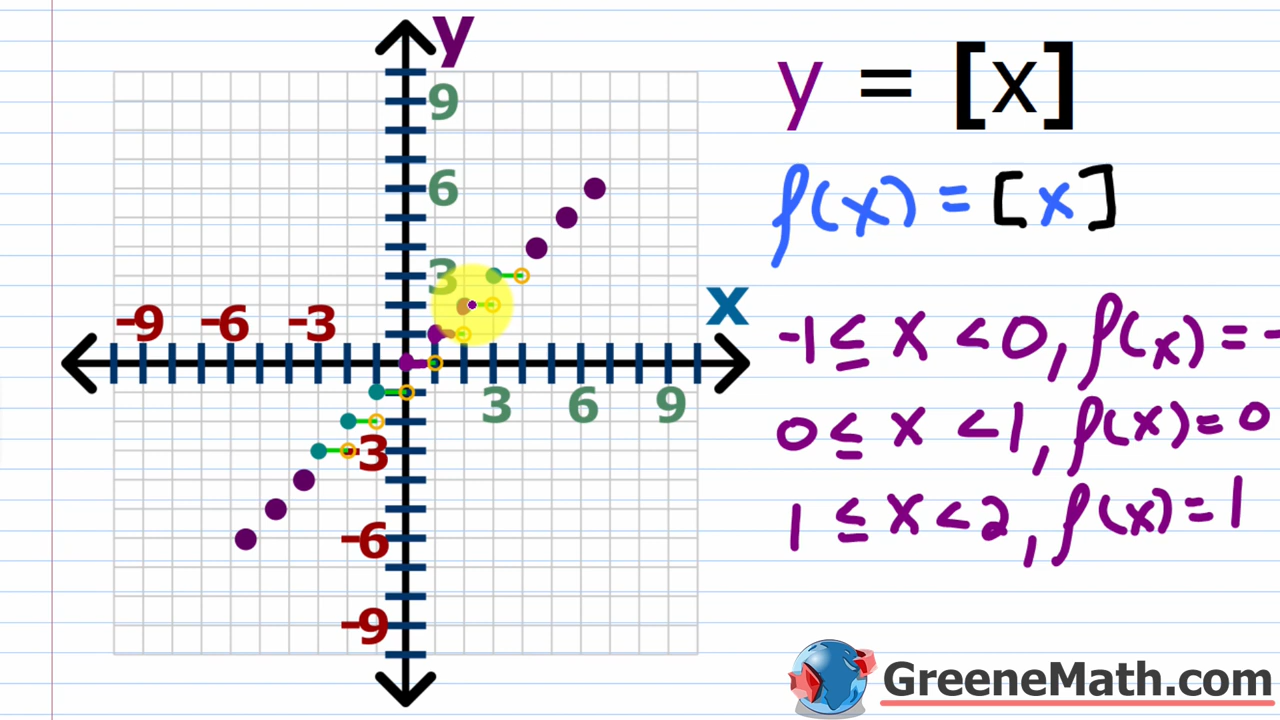 y
y = [x]
9
f(x) = [x]
6
3
x
-9 -6 -3
-1 ≤ x < 0, f(x) = -
3 6 9
0 ≤ x < 1, f(x) = 0
-3
1 ≤ x < 2, f(x) = 1
-6
-9
GreeneMath.com